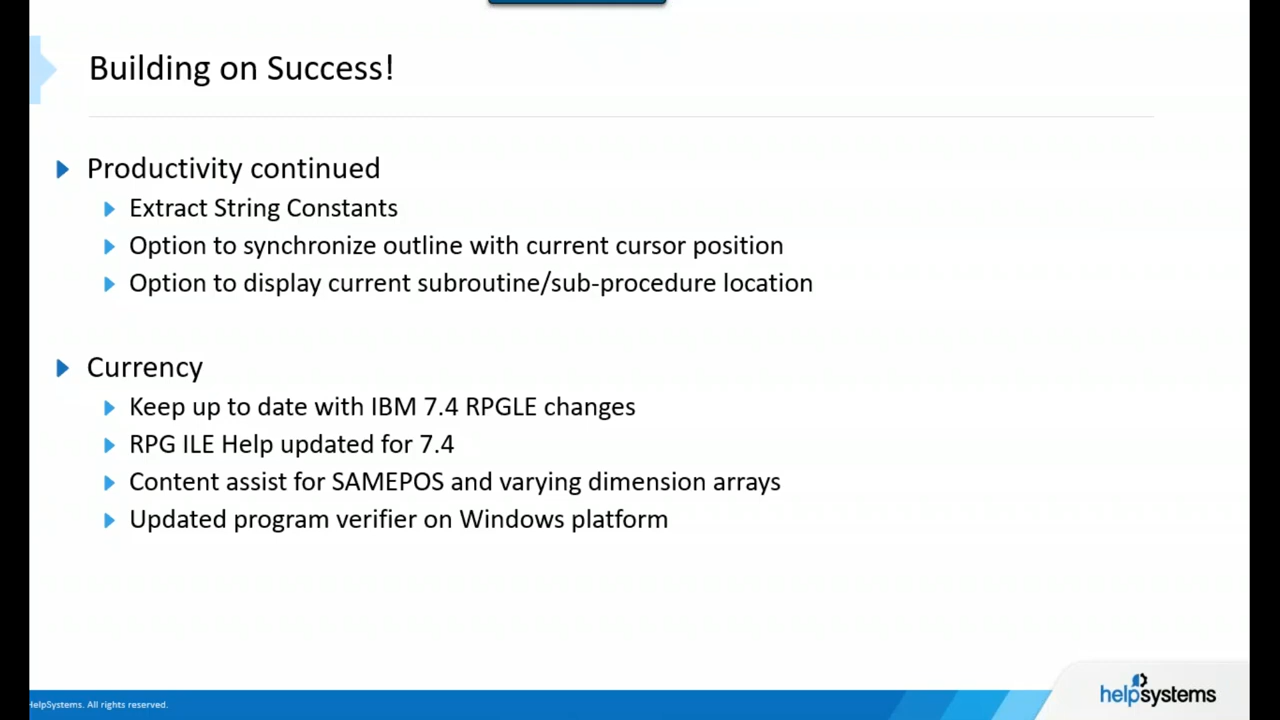 Building on Success!
Productivity continued
Extract String Constants
Option to synchronize outline with current cursor position
Option to display current subroutine/sub-procedure location
Currency
Keep up to date with IBM 7.4 RPGLE changes
RPG ILE Help updated for 7.4
Content assist for SAMEPOS and varying dimension arrays
Updated program verifier on Windows platform
HelpSystems. All rights reserved.
helpsystems